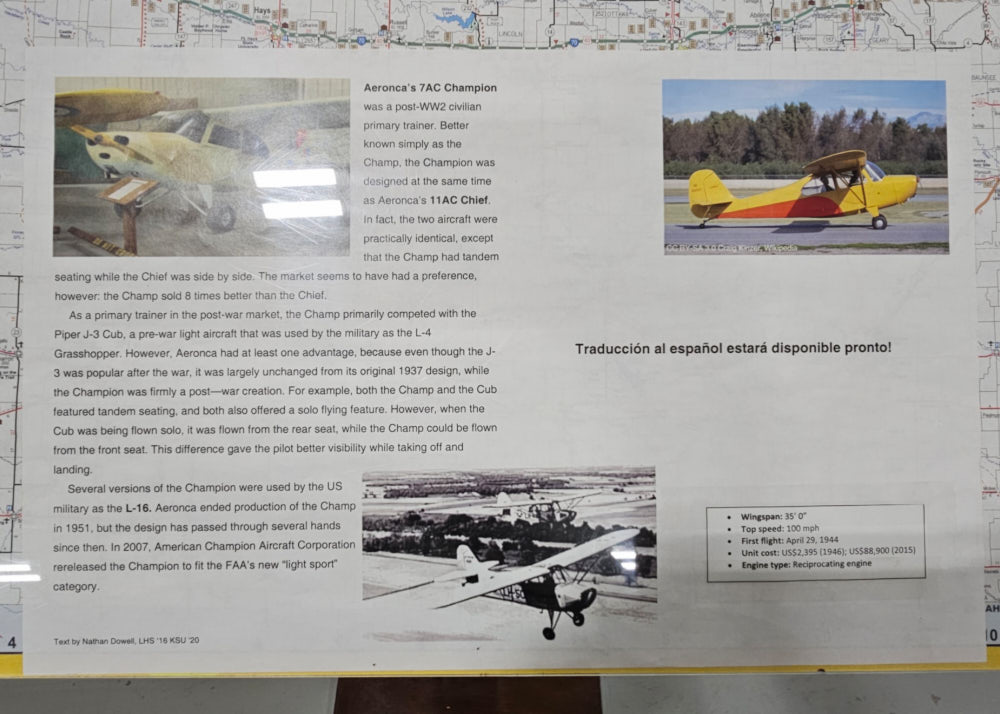 Hays
LINCOLN
Aeronca's 7AC Champion
was a post-WW2 civilian
primary trainer. Better
known simply as the
Champ, the Champion was
designed at the same time
as Aeronca's 11AC Chief.
In fact, the two aircraft were
practically identical, except
that the Champ had tandem
seating while the Chief was side by side. The market seems to have had a preference,
however: the Champ sold 8 times better than the Chief.
As a primary trainer in the post-war market, the Champ primarily competed with the
Piper J-3 Cub, a pre-war light aircraft that was used by the military as the L-4
Grasshopper. However, Aeronca had at least one advantage, because even though the J-
3 was popular after the war, it was largely unchanged from its original 1937 design, while
the Champion was firmly a post—war creation. For example, both the Champ and the Cub
featured tandem seating, and both also offered a solo flying feature. However, when the
Cub was being flown solo, it was flown from the rear seat, while the Champ could be flown
from the front seat. This difference gave the pilot better visibility while taking off and
landing.
Several versions of the Champion were used by the US
military as the L-16. Aeronca ended production of the Champ
in 1951, but the design has passed through several hands
since then. In 2007, American Champion Aircraft Corporation
rereleased the Champion to fit the FAA's new "light sport"
category.
Text by Nathan Dowell, LHS '16 KSU '20
CC BY-SA 3.0 Craig Kinzer, Wikipedia
Traducción al español estará disponible pronto!
• Wingspan: 35' 0"
• Top speed: 100 mph
• First flight: April 29, 1944
• Unit cost: US$2,395 (1946); US$88,900 (2015)
• Engine type: Reciprocating engine
4